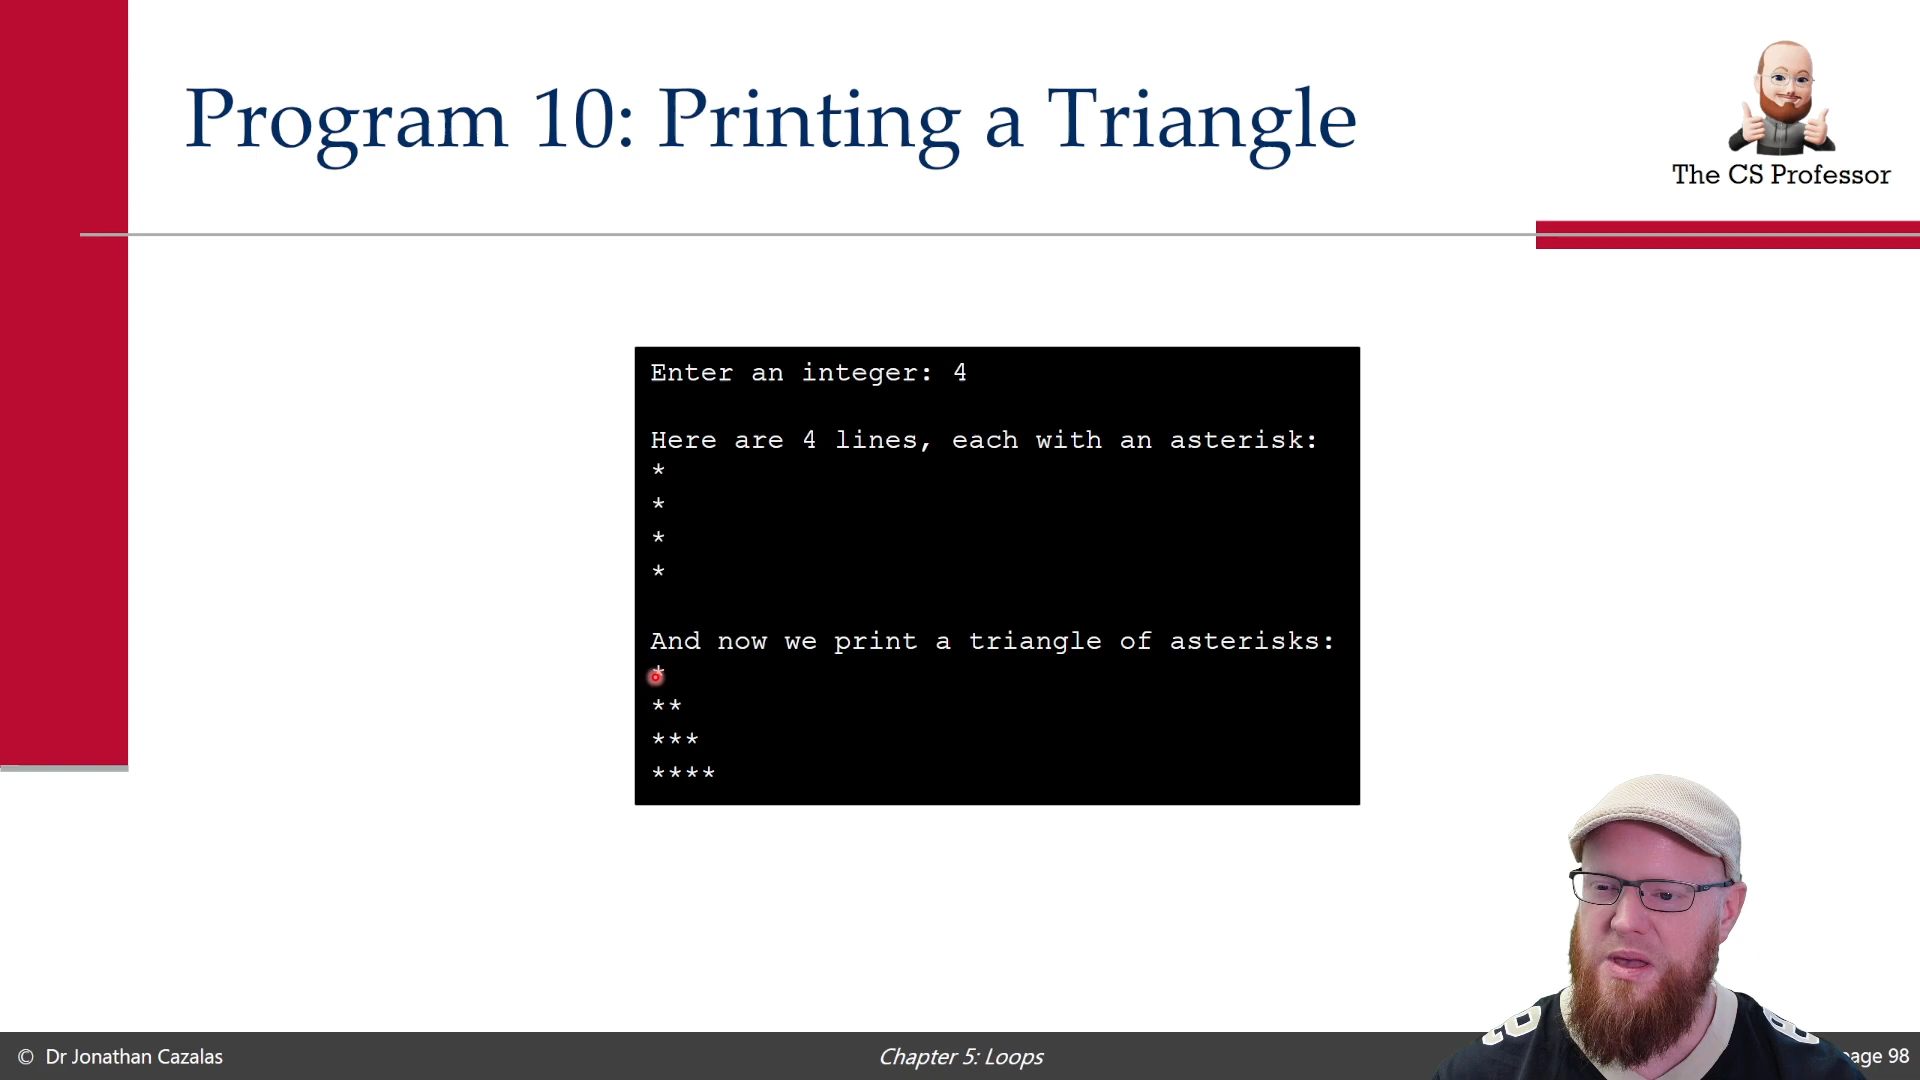 Program 10: Printing a Triangle
The CS Professor
Enter an integer: 4
Here are 4 lines, each with an asterisk:
*
*
*
*
And now we print a triangle of asterisks:
*
**
***
****
© Dr Jonathan Cazalas
Chapter 5: Loops
page 98